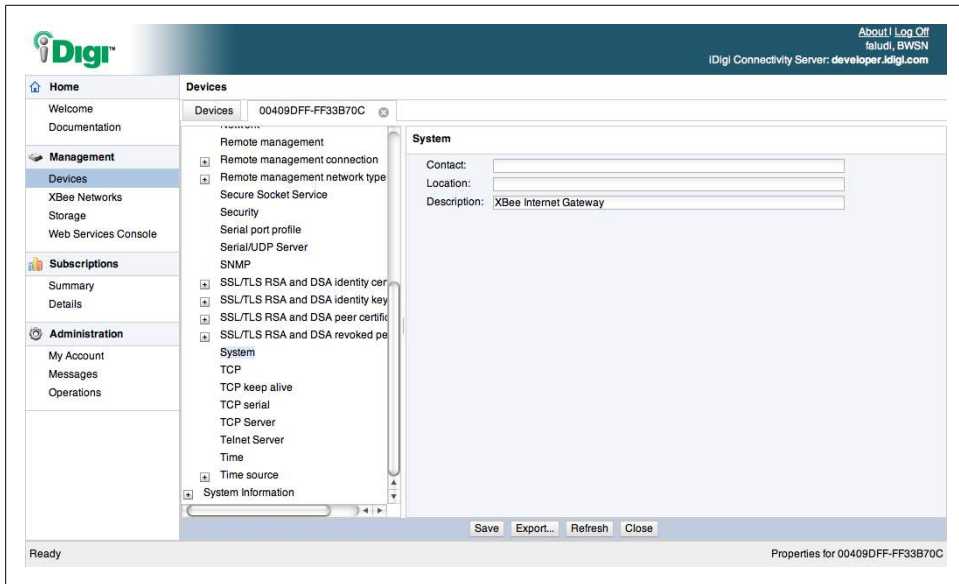 iDigi™
About | Log Off
faludi, BWSN
iDigi Connectivity Server: developer.idigi.com
Home
Welcome
Documentation
Management
Devices
XBee Networks
Storage
Web Services Console
Subscriptions
Summary
Details
Administration
My Account
Messages
Operations
Devices
Devices
00409DFF-FF33B70C
Network
Remote management
Remote management connection
Remote management network type
Secure Socket Service
Security
Serial port profile
Serial/UDP Server
SNMP
SSL/TLS RSA and DSA identity cer
SSL/TLS RSA and DSA identity key
SSL/TLS RSA and DSA peer certific
SSL/TLS RSA and DSA revoked pe
System
TCP
TCP keep alive
TCP serial
TCP Server
Telnet Server
Time
Time source
System Information
System
Contact:
Location:
Description: XBee Internet Gateway
Save Export... Refresh Close
Ready
Properties for 00409DFF-FF33B70C